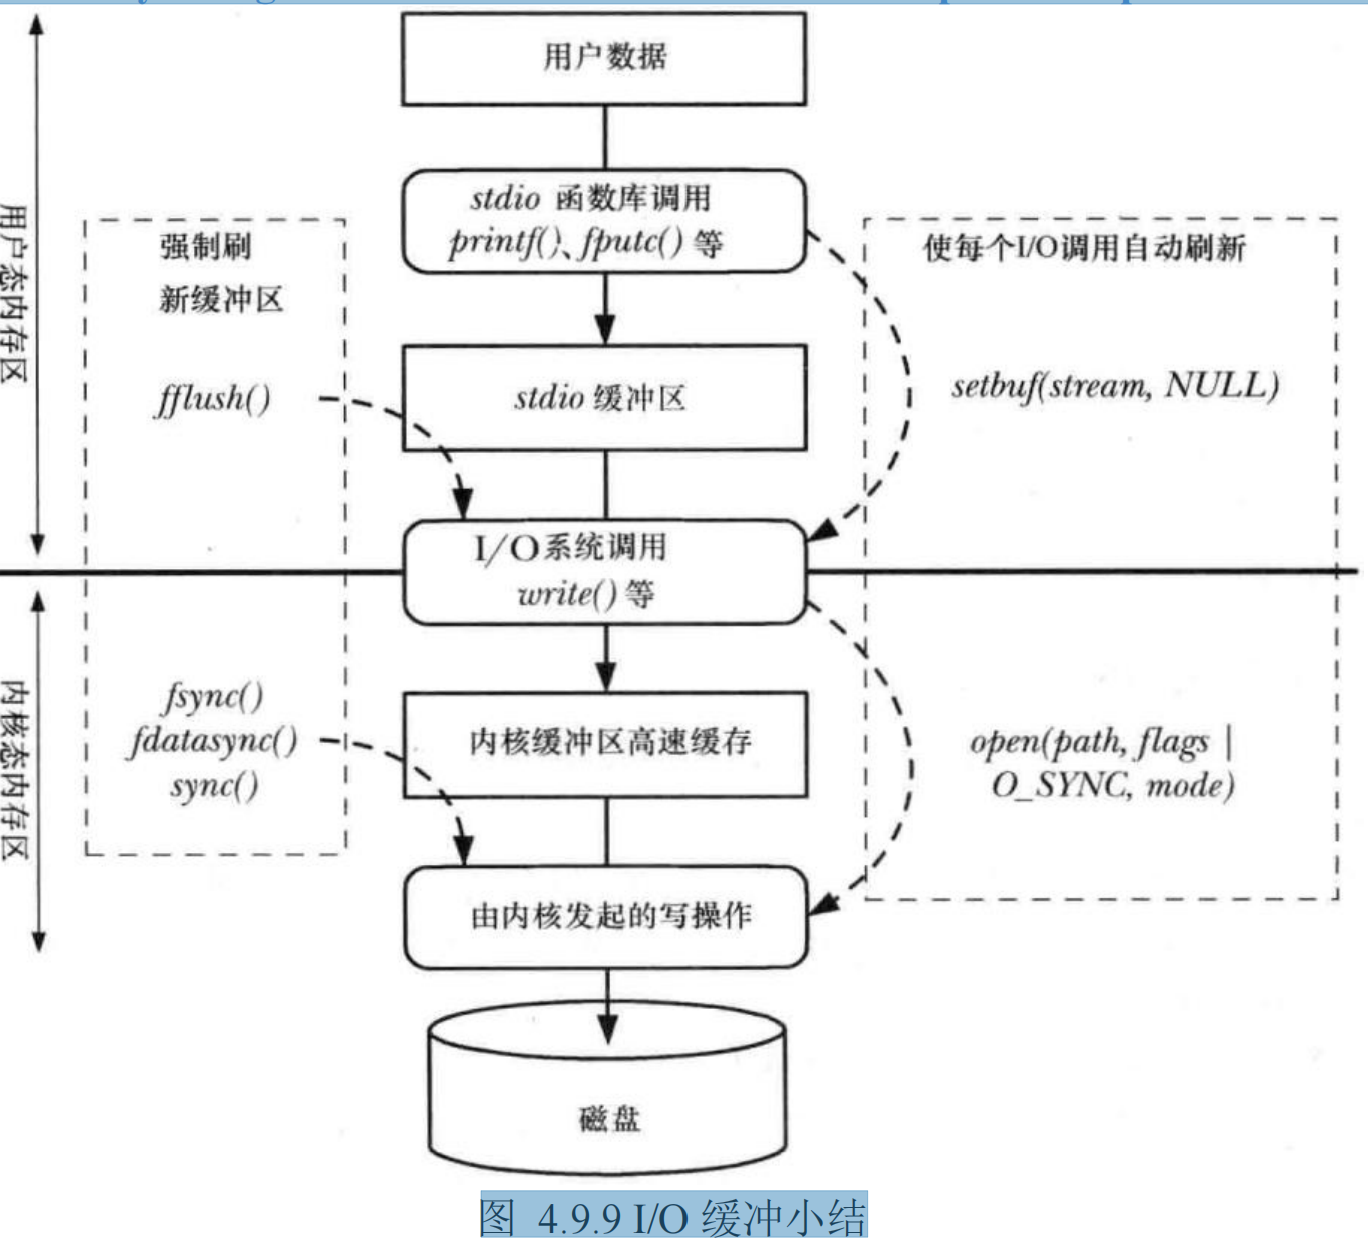 用户数据
stdio 函数库调用
printf()、fputc() 等
用户态内存区
强制刷
新缓冲区
使每个I/O调用自动刷新
fflush()
stdio 缓冲区
setbuf(stream, NULL)
I/O系统调用
write() 等
内核态内存区
fsync()
fdatasync()
sync()
内核缓冲区高速缓存
open(path, flags |
O_SYNC, mode)
由内核发起的写操作
磁盘
图 4.9.9 I/O 缓冲小结